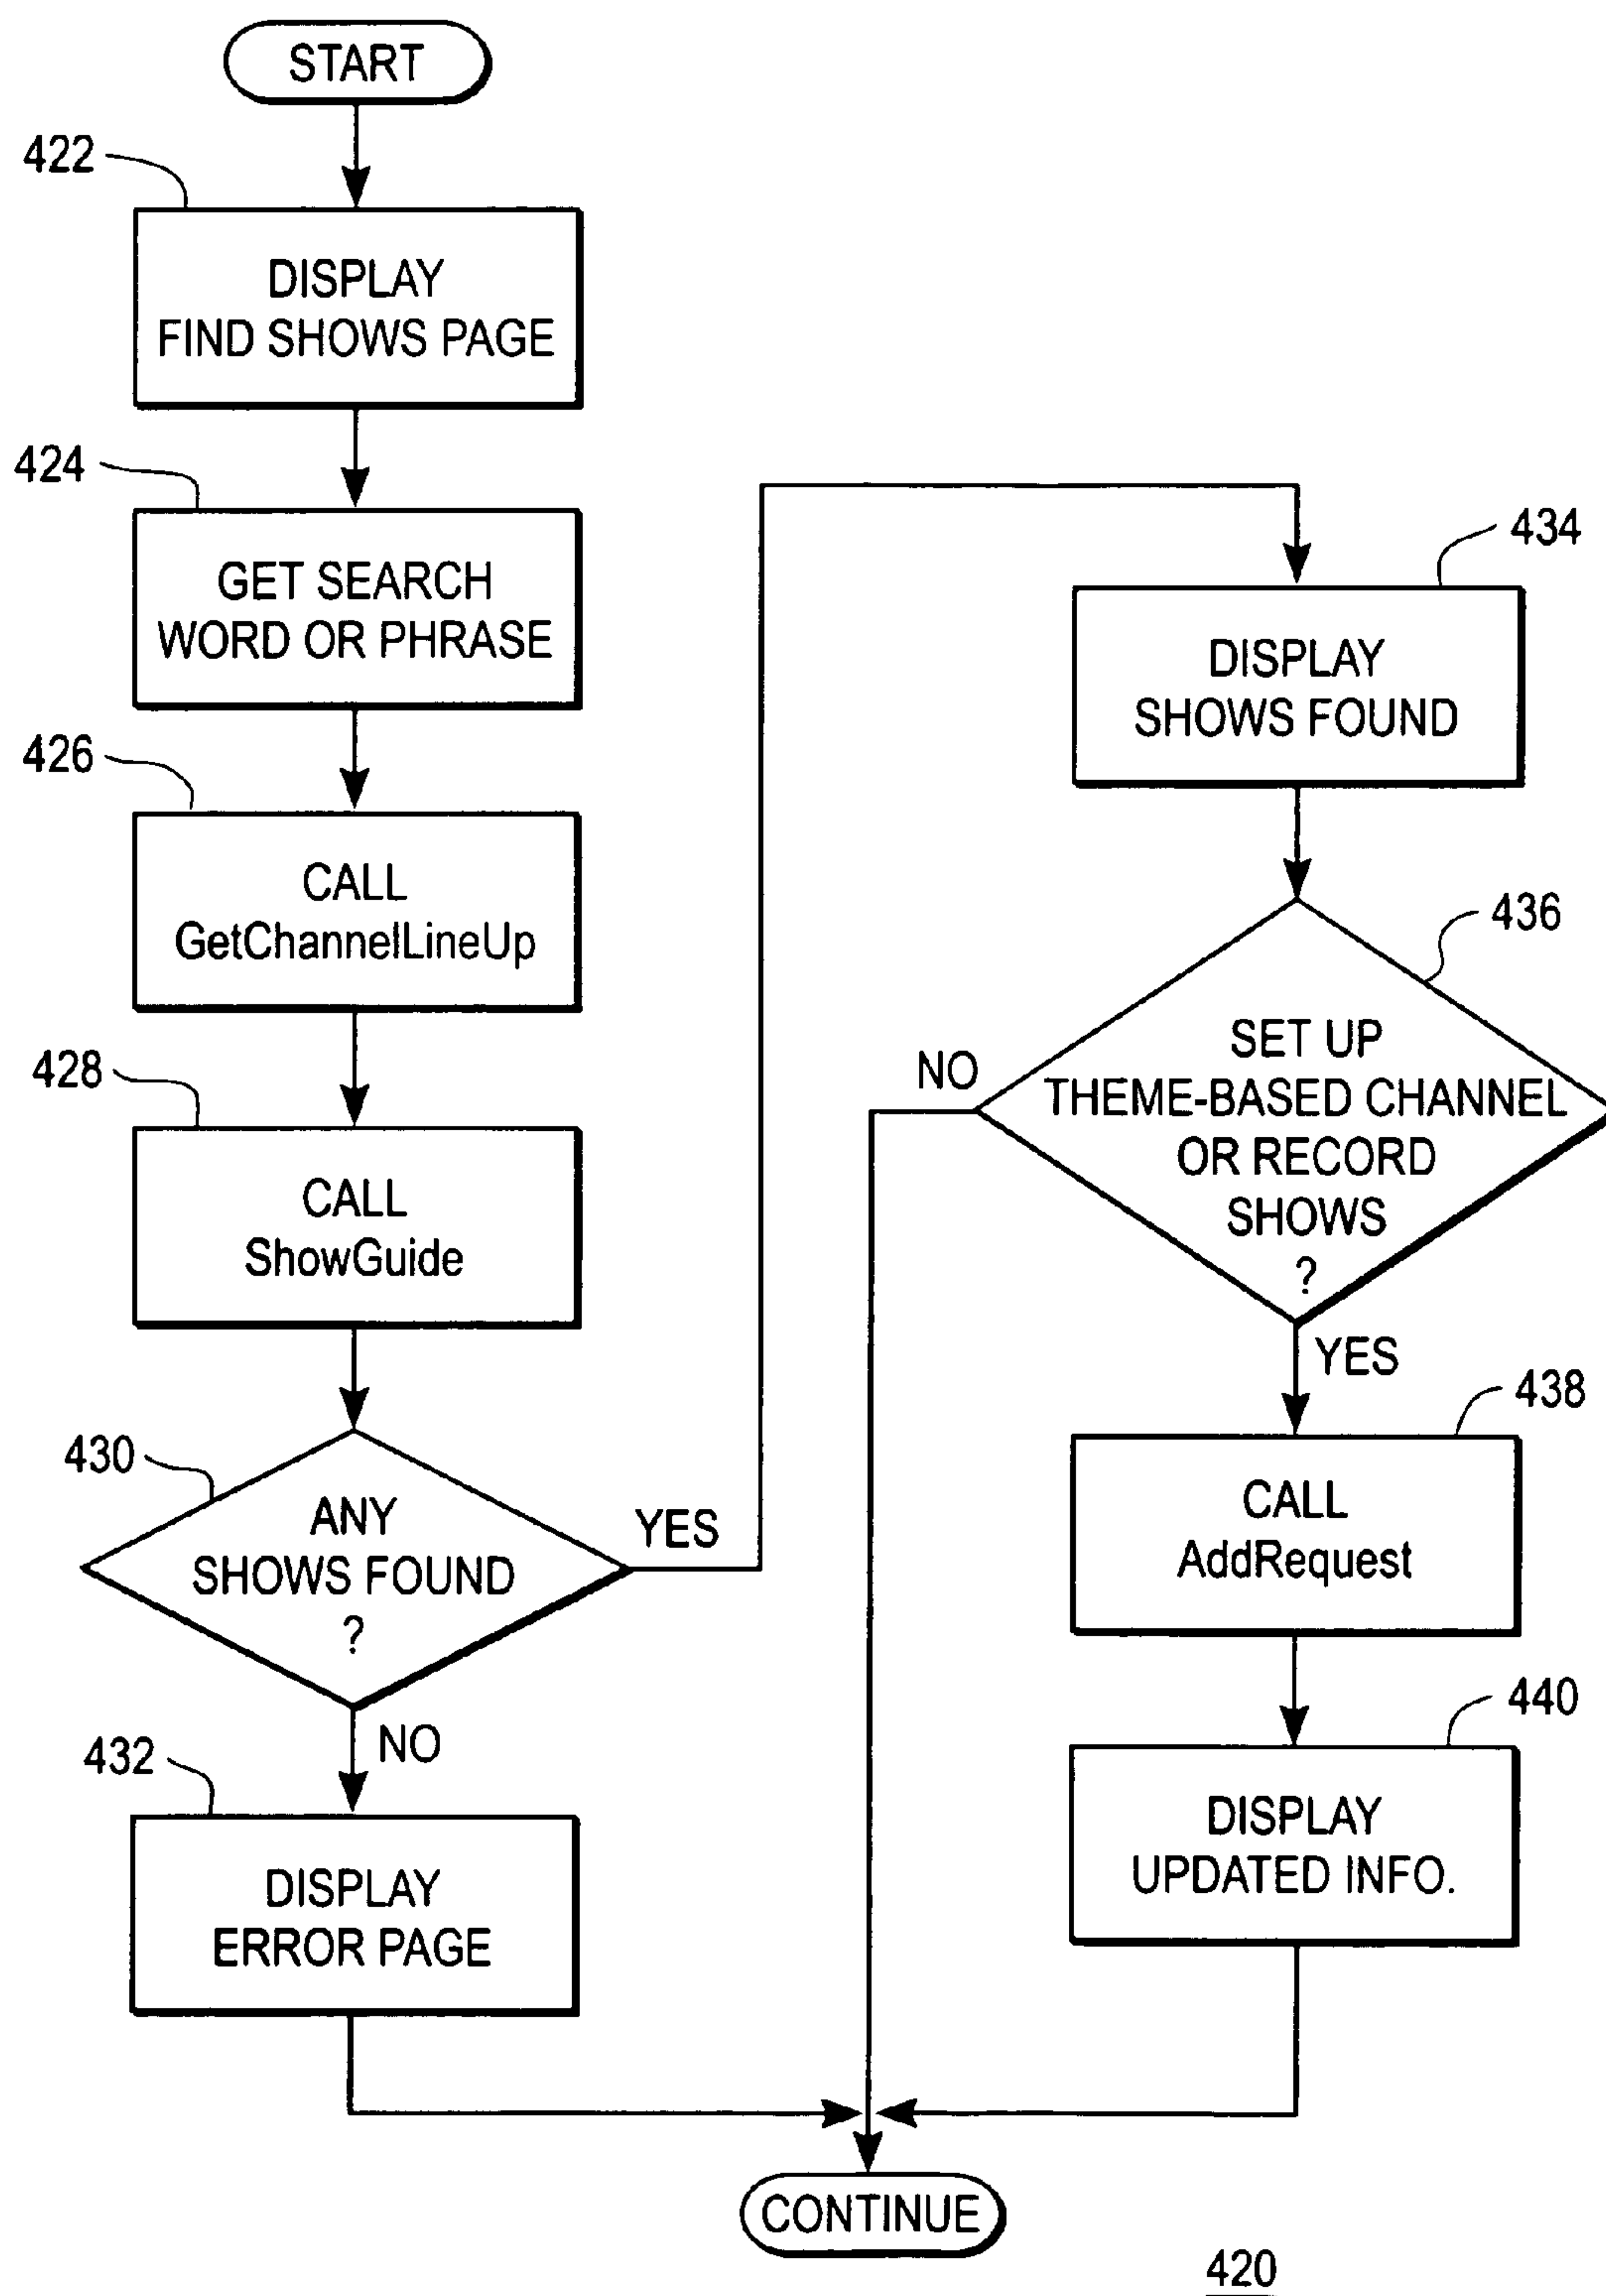 START
422
DISPLAY
FIND SHOWS PAGE
424
GET SEARCH
WORD OR PHRASE
426
CALL
GetChannelLineUp
428
CALL
ShowGuide
430
ANY
SHOWS FOUND
?
YES
NO
432
DISPLAY
ERROR PAGE
434
DISPLAY
SHOWS FOUND
436
SET UP
THEME-BASED CHANNEL
OR RECORD
SHOWS
?
NO
YES
438
CALL
AddRequest
440
DISPLAY
UPDATED INFO.
CONTINUE
420